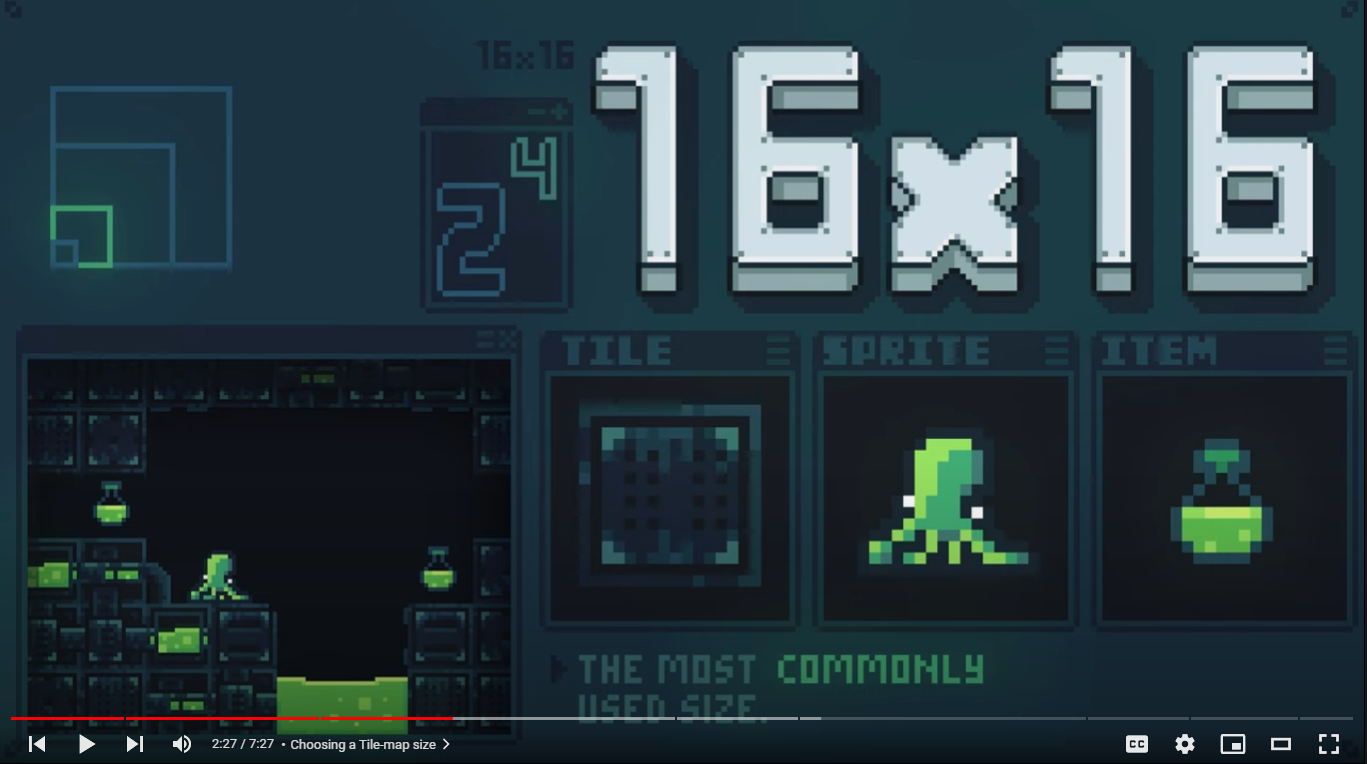 16x16
16x16
2 4
TILE
SPRITE
ITEM
THE MOST COMMONLY
USED SIZE.
2:27 / 7:27 • Choosing a Tile-map size
CC